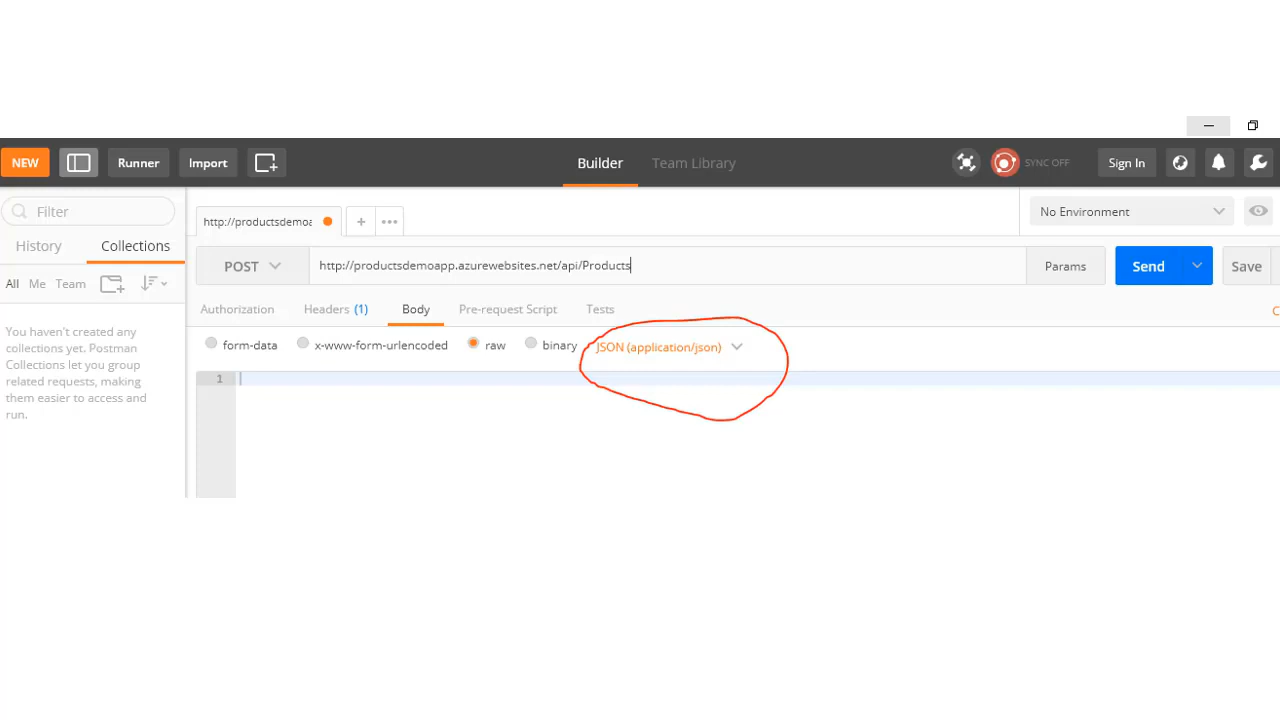 NEW Runner Import Builder Team Library SYNC OFF Sign In
Filter
http://productsdemoa
No Environment
History Collections
POST http://productsdemoapp.azurewebsites.net/api/Products Params Send Save
All Me Team
Authorization Headers (1) Body Pre-request Script Tests
form-data x-www-form-urlencoded raw binary JSON (application/json)
1
You haven't created any
collections yet. Postman
Collections let you group
related requests, making
them easier to access and
run.